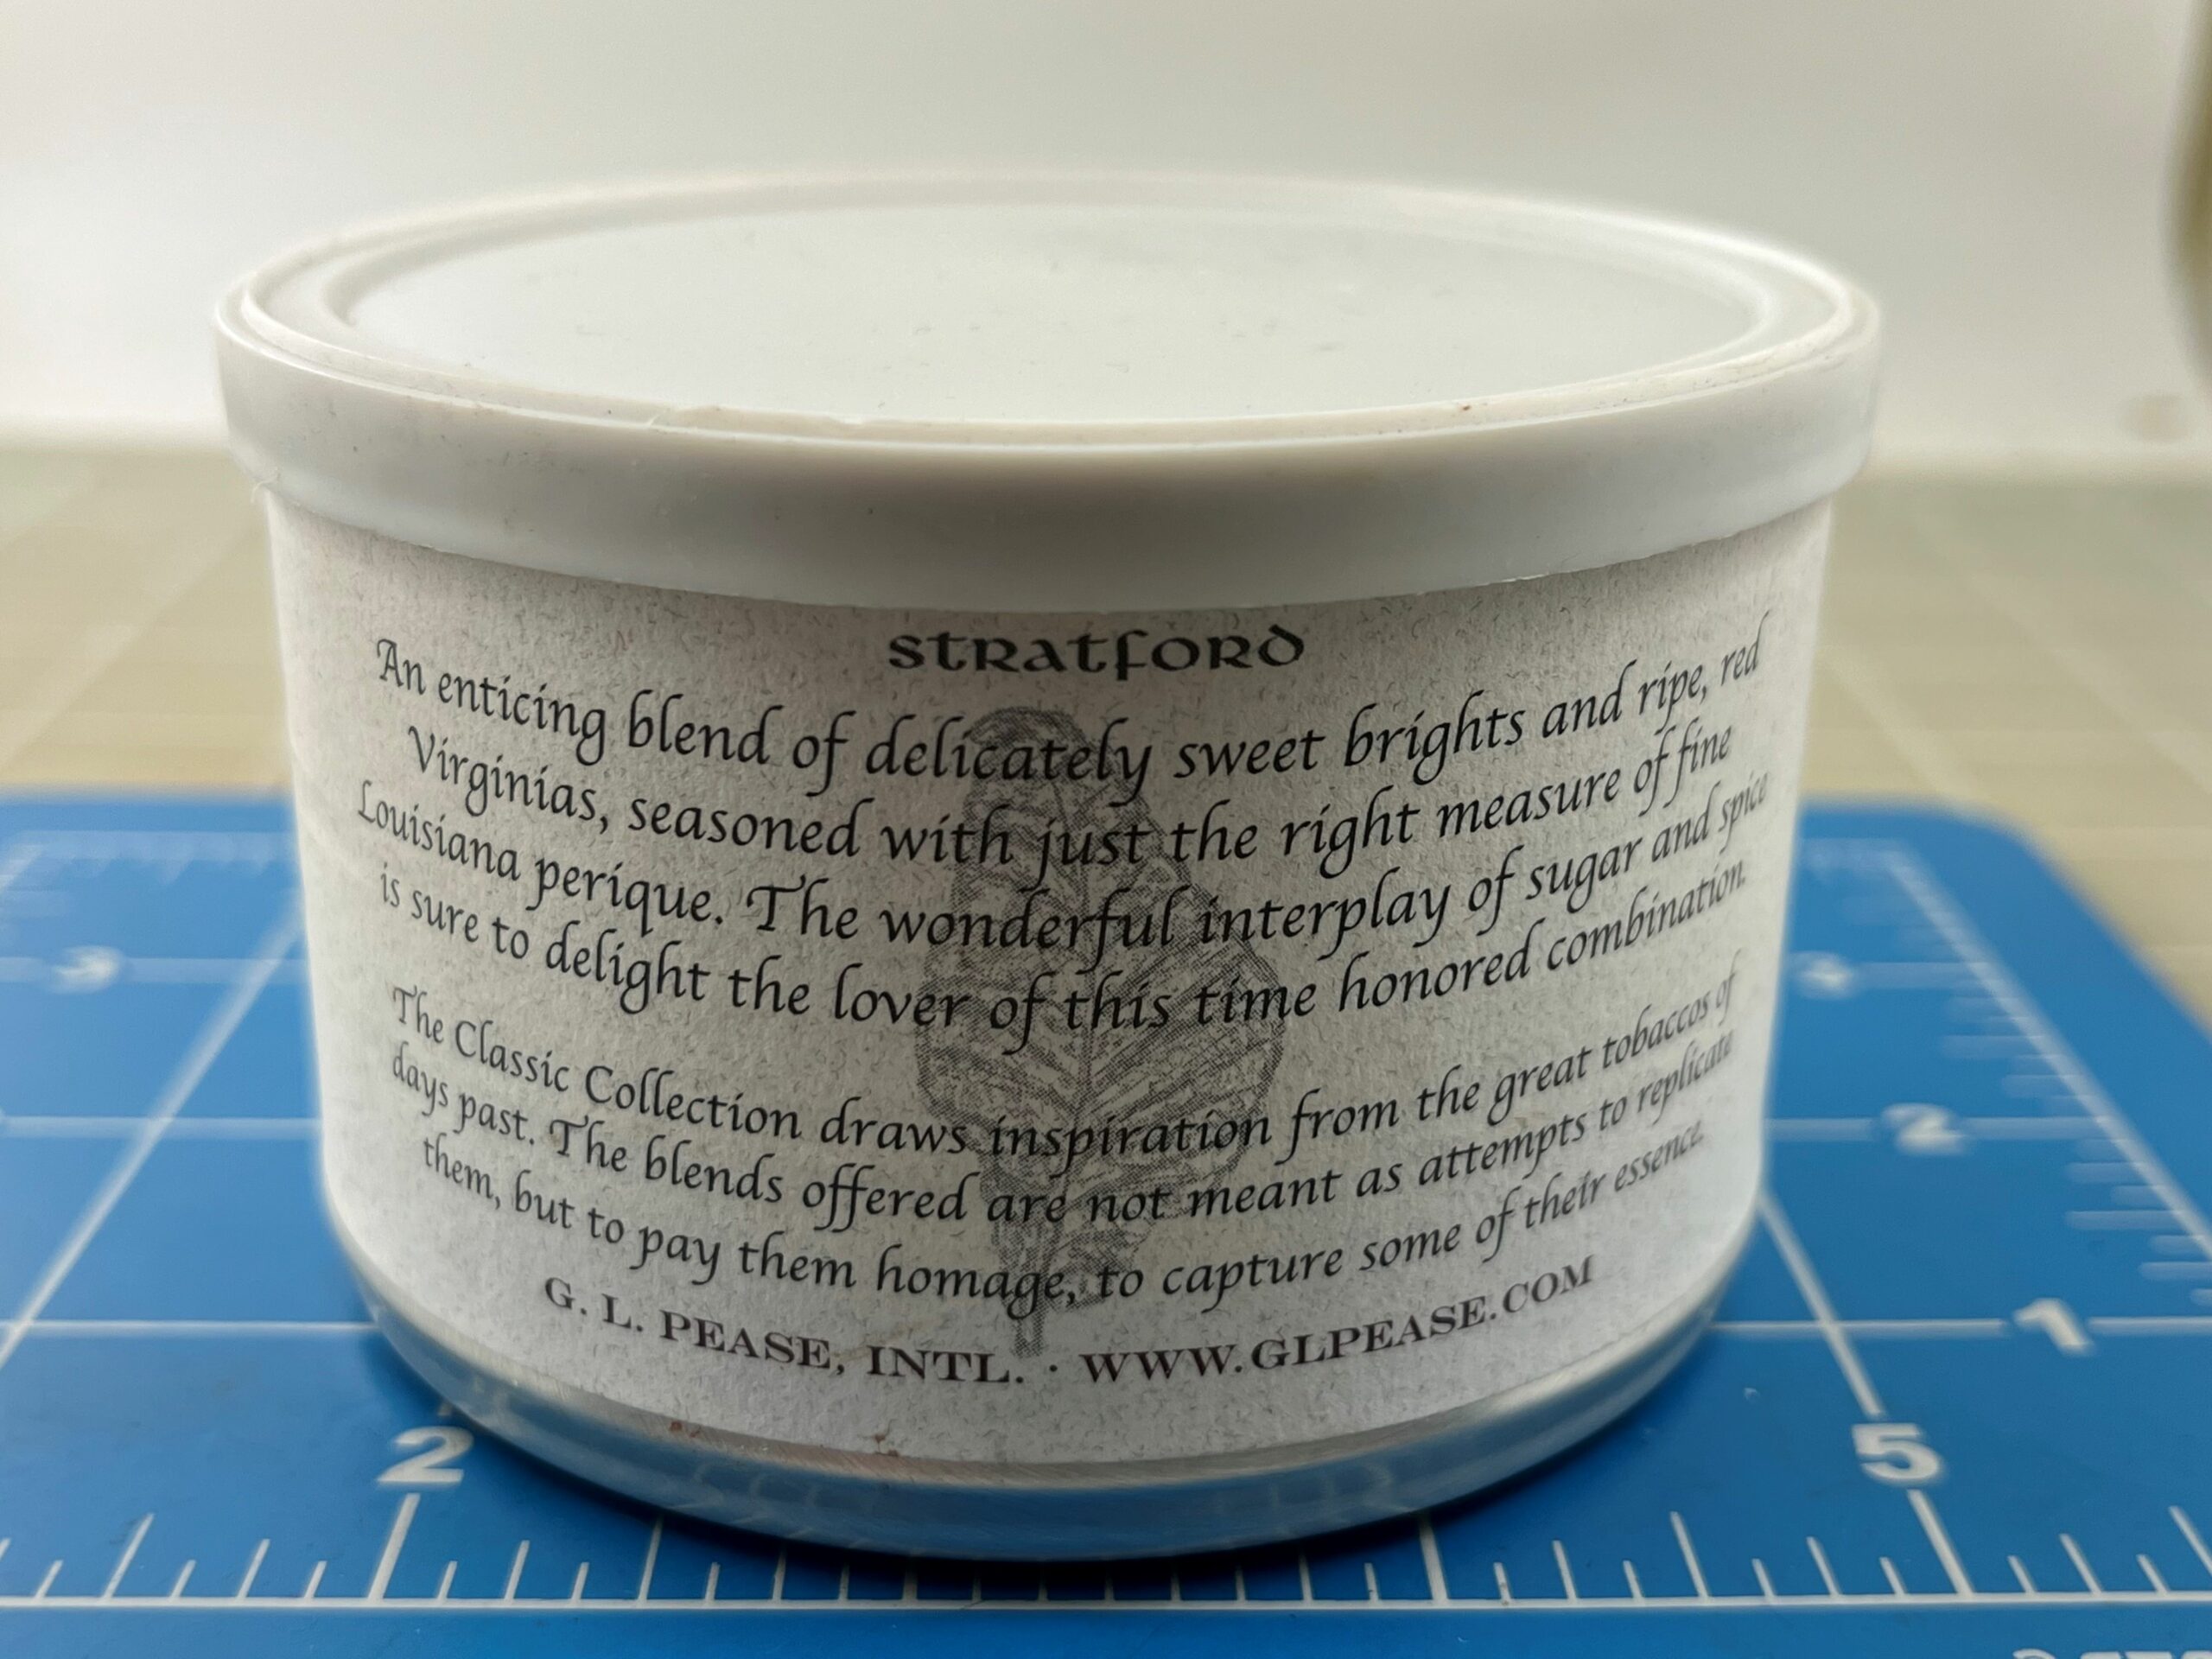 STRATFORD
An enticing blend of delicately sweet brights and ripe, red
Virginias, seasoned with just the right measure of fine
Louisiana perique. The wonderful interplay of sugar and spice
is sure to delight the lover of this time honored combination.
The Classic Collection draws inspiration from the great tobaccos of
days past. The blends offered are not meant as attempts to replicate
them, but to pay them homage, to capture some of their essence.
G. L. PEASE, INTL. · WWW.GLPEASE.COM
3
3
2
1
2
5